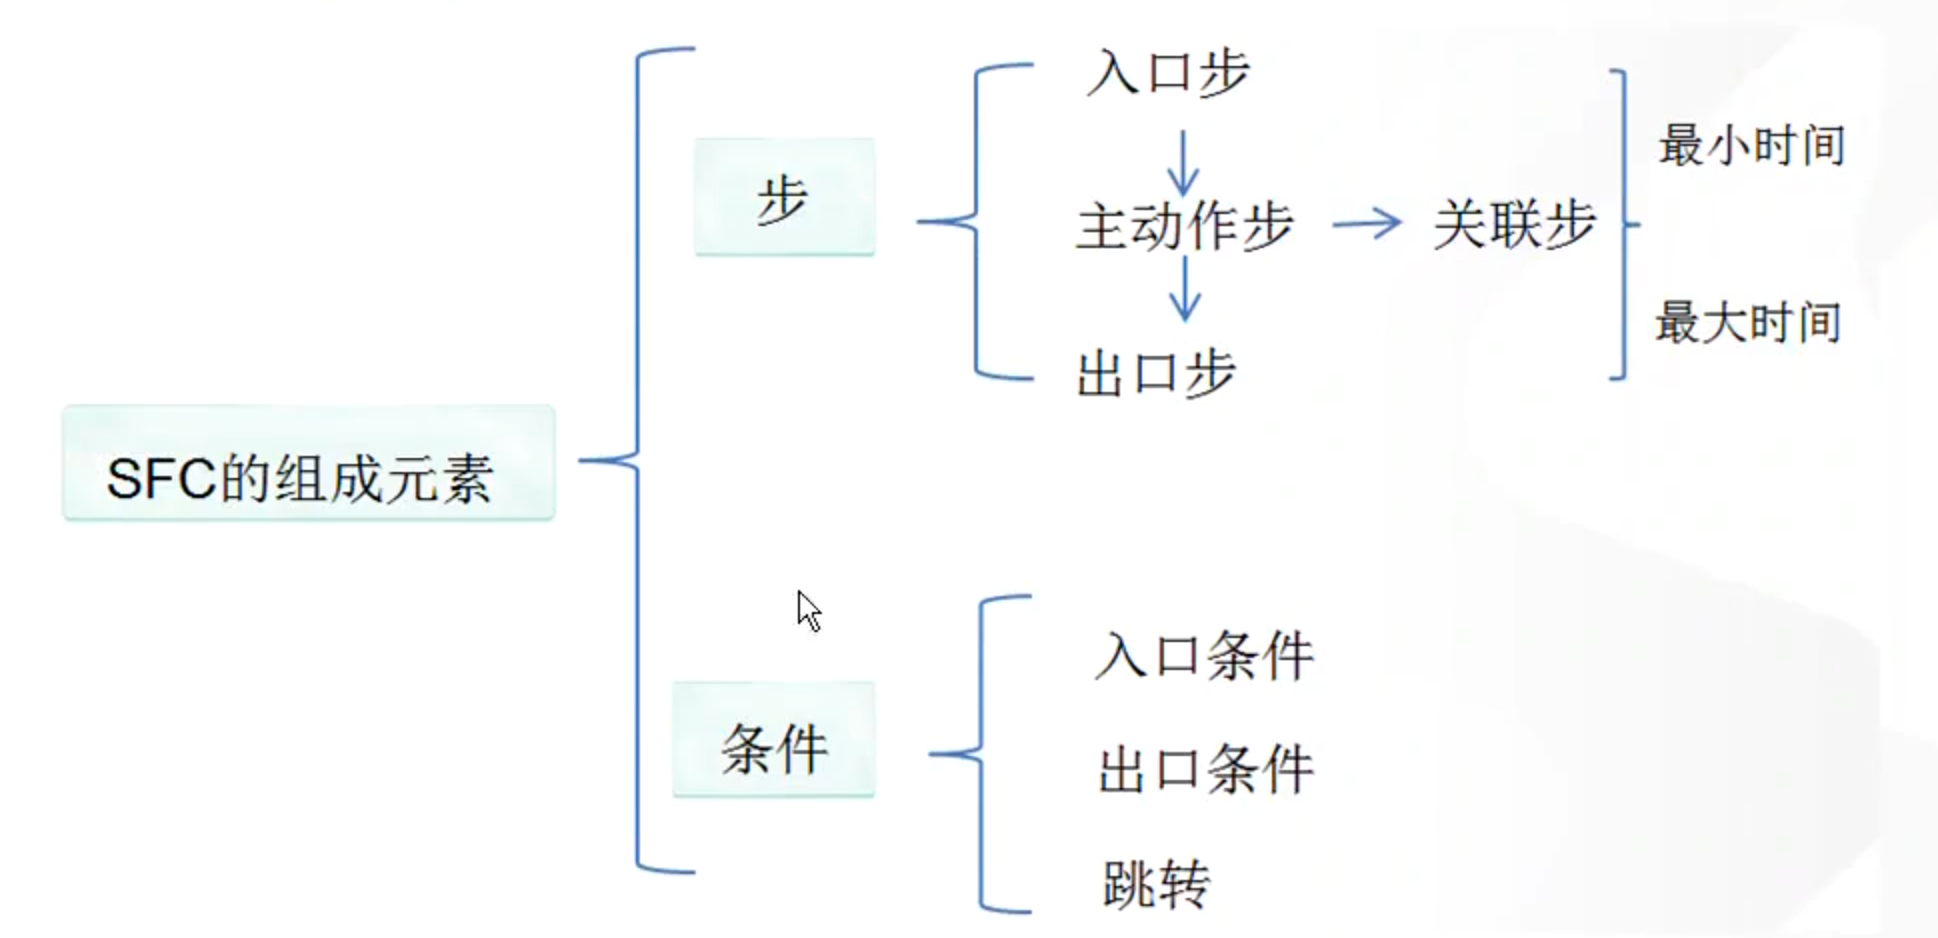 SFC的组成元素
步
入口步
主动作步
关联步
出口步
最小时间
最大时间
条件
入口条件
出口条件
跳转